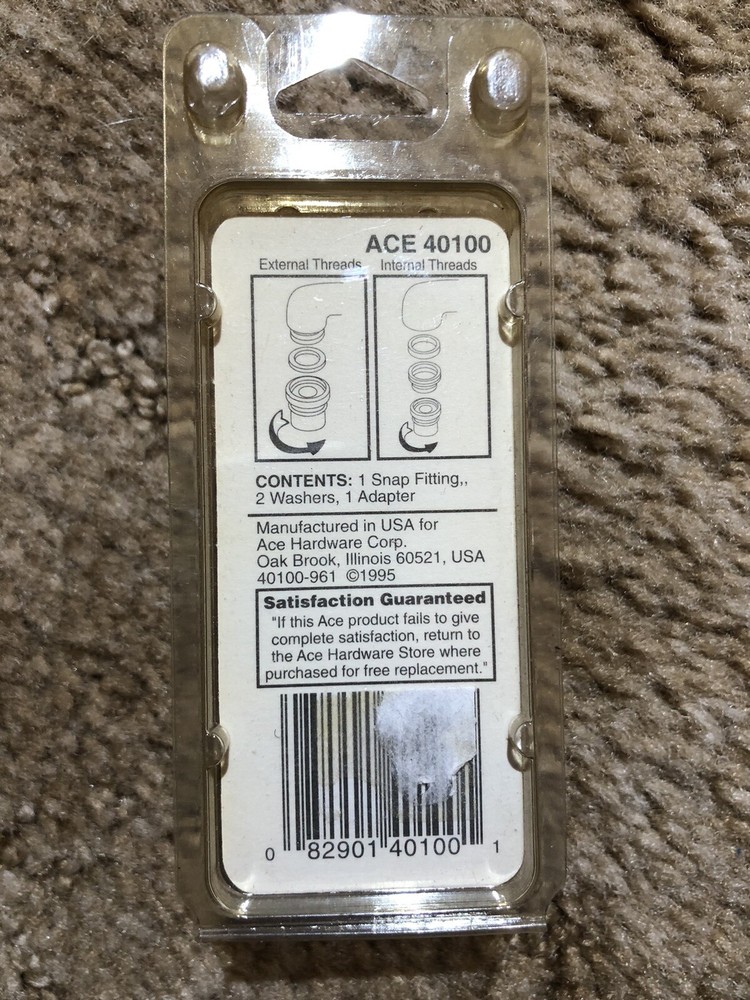 ACE 40100
External Threads Internal Threads
CONTENTS: 1 Snap Fitting,,
2 Washers, 1 Adapter
Manufactured in USA for
Ace Hardware Corp.
Oak Brook, Illinois 60521, USA
40100-961 ©1995
Satisfaction Guaranteed
"If this Ace product fails to give
complete satisfaction, return to
the Ace Hardware Store where
purchased for free replacement."
0 82901 40100 1